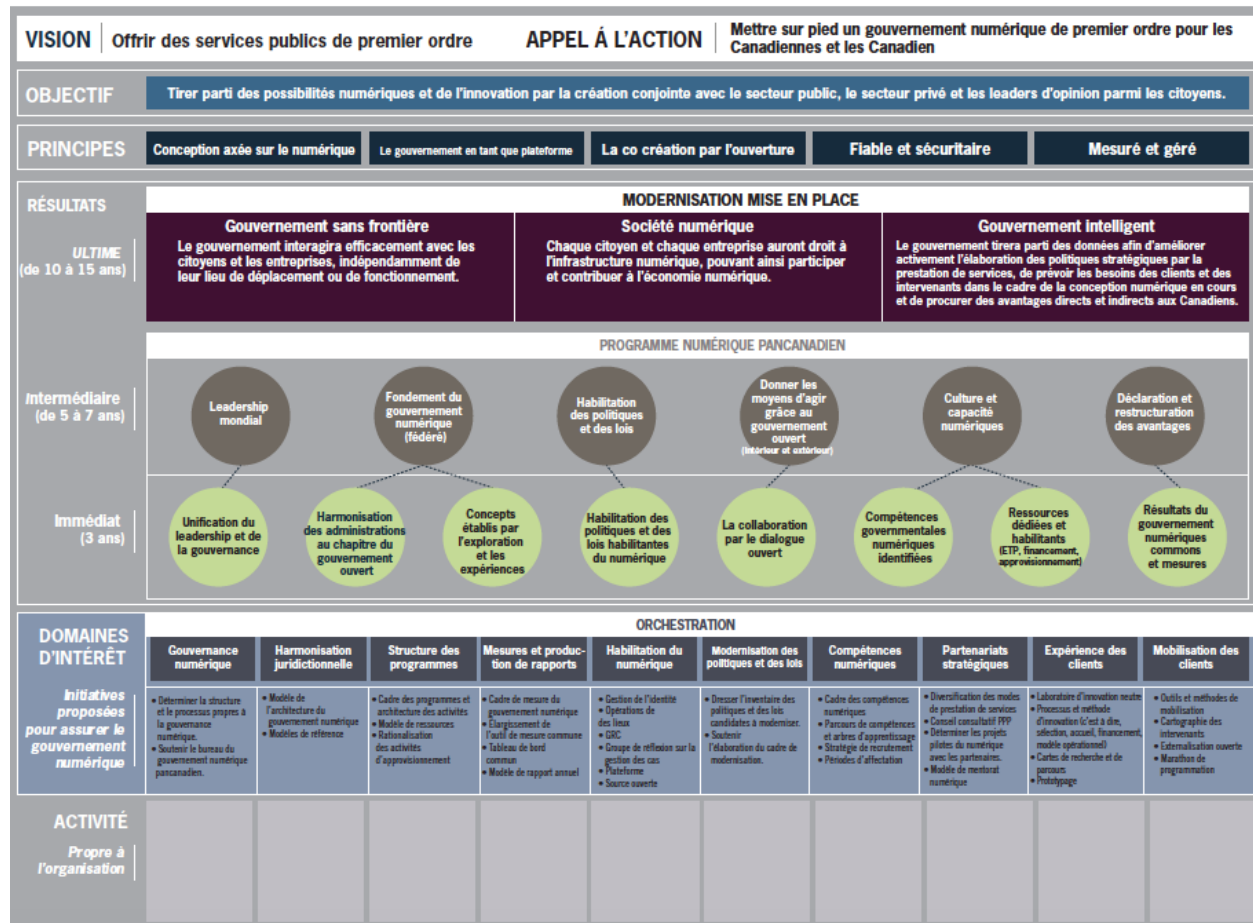 VISION
Offrir des services publics de premier ordre
APPEL Á L'ACTION
Mettre sur pied un gouvernement numérique de premier ordre pour les
Canadiennes et les Canadien
OBJECTIF
Tirer parti des possibilités numériques et de l'innovation par la création conjointe avec le secteur public, le secteur privé et les leaders d'opinion parmi les citoyens.
PRINCIPES
Conception axée sur le numérique
Le gouvernement en tant que plateforme
La co création par l'ouverture
Fiable et sécuritaire
Mesuré et géré
RÉSULTATS
MODERNISATION MISE EN PLACE
ULTIME
(de 10 à 15 ans)
Gouvernement sans frontière
Le gouvernement interagira efficacement avec les
citoyens et les entreprises, indépendamment de
leur lieu de déplacement ou de fonctionnement.
Société numérique
Chaque citoyen et chaque entreprise auront droit à
l'infrastructure numérique, pouvant ainsi participer
et contribuer à l'économie numérique.
Gouvernement intelligent
Le gouvernement tirera parti des données afin d'améliorer
activement l'élaboration des politiques stratégiques par la
prestation de services, de prévoir les besoins des clients et des
intervenants dans le cadre de la conception numérique en cours
et de procurer des avantages directs et indirects aux Canadiens.
PROGRAMME NUMÉRIQUE PANCANADIEN
Intermédiaire
(de 5 à 7 ans)
Leadership
mondial
Fondement du
gouvernement
numérique
(fédéré)
Habilitation
des politiques
et des lois
Donner les
moyens d'agir
grâce au
gouvernement
ouvert
(intérieur et extérieur)
Culture et
capacité
numériques
Déclaration et
restructuration
des avantages
Immédiat
(3 ans)
Unification du
leadership et de
la gouvernance
Harmonisation
des administrations
au chapitre du
gouvernement
ouvert
Concepts
établis par
l'exploration
et les
expériences
Habilitation des
politiques et des
lois habilitantes
du numérique
La collaboration
par le dialogue
ouvert
Compétences
governmentales
numériques
identifiées
Ressources
dédiées et
habilitants
(ETP, financement,
approvisionnement)
Résultats du
gouvernement
numériques
commons
et mesures
DOMAINES
D'INTÉRÊT
ORCHESTRATION
Initiatives
proposées
pour assurer le
gouvernement
numérique
Gouvernance
numérique
• Déterminer la structure
et le processus propres à
la gouvernance
numérique.
• Soutenir le bureau du
gouvernement numérique
pancanadien.
Harmonisation
juridictionnelle
• Modèle de
l'architecture du
gouvernement numérique
• Modèles de référence
Structure des
programmes
• Cadre des programmes et
architecture des activités
• Modèle de ressources
• Rationalisation
des activités
d'approvisionnement
Mesures et produc-
tion de rapports
• Cadre de mesure du
gouvernement numérique
• Élargissement de
l'outil de mesure commune
• Tableau de bord
commun
• Modèle de rapport annuel
Habilitation du
numérique
• Gestion de l'identité
• Opérations de
des lieux
• GRC
• Groupe de réflexion sur la
gestion des cas
• Plateforme
• Source ouverte
Modernisation des
politiques et des lois
• Dresser l'inventaire des
politiques et des lois
candidates à moderniser.
• Soutenir
l'élaboration du cadre de
modernisation.
Compétences
numériques
• Cadre des compétences
numériques
• Parcours de compétences
et arbres d'apprentissage
• Stratégie de recrutement
• Périodes d'affectation
Partenariats
stratégiques
• Diversification des modes
de prestation de services
• Conseil consultatif PPP
• Déterminer les projets
pilotes du numérique
avec les partenaires.
• Modèle de mentorat
numérique
Expérience des
clients
• Laboratoire d'innovation neutre
• Processus et méthode
d'innovation (c'est à dire,
sélection, accueil, financement,
modèle opérationnel)
• Cartes de recherche et de
parcours
• Prototypage
Mobilisation des
clients
• Outils et méthodes de
mobilisation
• Cartographie des
intervenants
• Externalisation ouverte
• Marathon de
programmation
ACTIVITÉ
Propre à
l'organisation